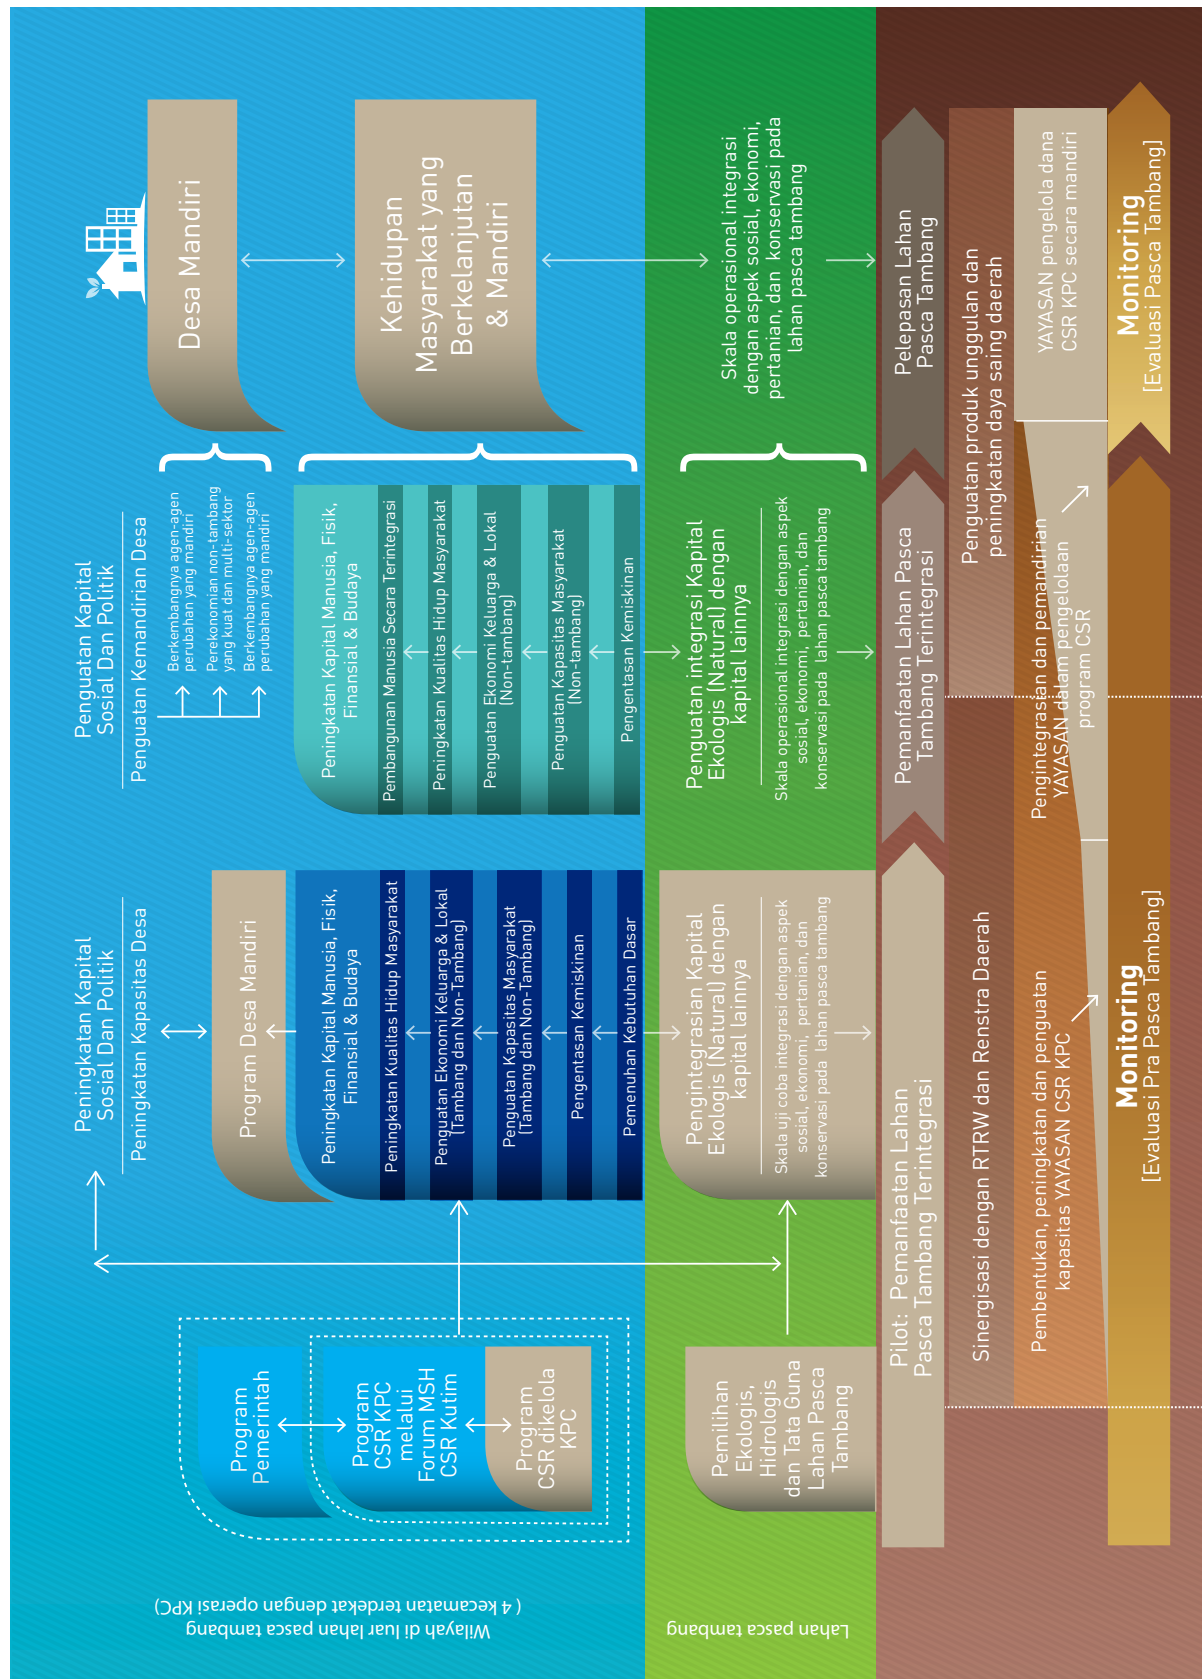 Wilayah di luar lahan pasca tambang
( 4 kecamatan terdekat dengan operasi KPC)
Program
Pemerintah
Program
CSR KPC
melalui
Forum MSH
CSR Kutim
Program
CSR dikelola
KPC
Peningkatan Kapital
Sosial Dan Politik
Peningkatan Kapasitas Desa
Program Desa Mandiri
Peningkatan Kapital Manusia, Fisik,
Finansial & Budaya
Peningkatan Kualitas Hidup Masyarakat
Penguatan Ekonomi Keluarga & Lokal
(Tambang dan Non-Tambang)
Penguatan Kapasitas Masyarakat
(Tambang dan Non-Tambang)
Pengentasan Kemiskinan
Pemenuhan Kebutuhan Dasar
Penguatan Kapital
Sosial Dan Politik
Penguatan Kemandirian Desa
Berkembangnya agen-agen
perubahan yang mandiri
Perekonomian non-tambang
yang kuat dan multi-sektor
Berkembangnya agen-agen
perubahan yang mandiri
Peningkatan Kapital Manusia, Fisik,
Finansial & Budaya
Pembangunan Manusia Secara Terintegrasi
Peningkatan Kualitas Hidup Masyarakat
Penguatan Ekonomi Keluarga & Lokal
(Non-tambang)
Penguatan Kapasitas Masyarakat
(Non-tambang)
Pengentasan Kemiskinan
Desa Mandiri
Kehidupan
Masyarakat yang
Berkelanjutan
& Mandiri
Lahan pasca tambang
Pemilihan
Ekologis,
Hidrologis
dan Tata Guna
Lahan Pasca
Tambang
Pengintegrasian Kapital
Ekologis (Natural) dengan
kapital lainnya
Skala uji coba integrasi dengan aspek
sosial, ekonomi, pertanian, dan
konservasi pada lahan pasca tambang
Penguatan integrasi Kapital
Ekologis (Natural) dengan
kapital lainnya
Skala operasional integrasi dengan aspek
sosial, ekonomi, pertanian, dan
konservasi pada lahan pasca tambang
Skala operasional integrasi
dengan aspek sosial, ekonomi,
pertanian, dan konservasi pada
lahan pasca tambang
Pilot: Pemanfaatan Lahan
Pasca Tambang Terintegrasi
Pemanfaatan Lahan Pasca
Tambang Terintegrasi
Pelepasan Lahan
Pasca Tambang
Sinergisasi dengan RTRW dan Renstra Daerah
Penguatan produk unggulan dan
peningkatan daya saing daerah
Pembentukan, peningkatan dan penguatan
kapasitas YAYASAN CSR KPC
Pengintegrasian dan pemandirian
YAYASAN dalam pengelolaan
program CSR
YAYASAN pengelola dana
CSR KPC secara mandiri
Monitoring
[Evaluasi Pra Pasca Tambang]
Monitoring
[Evaluasi Pasca Tambang]